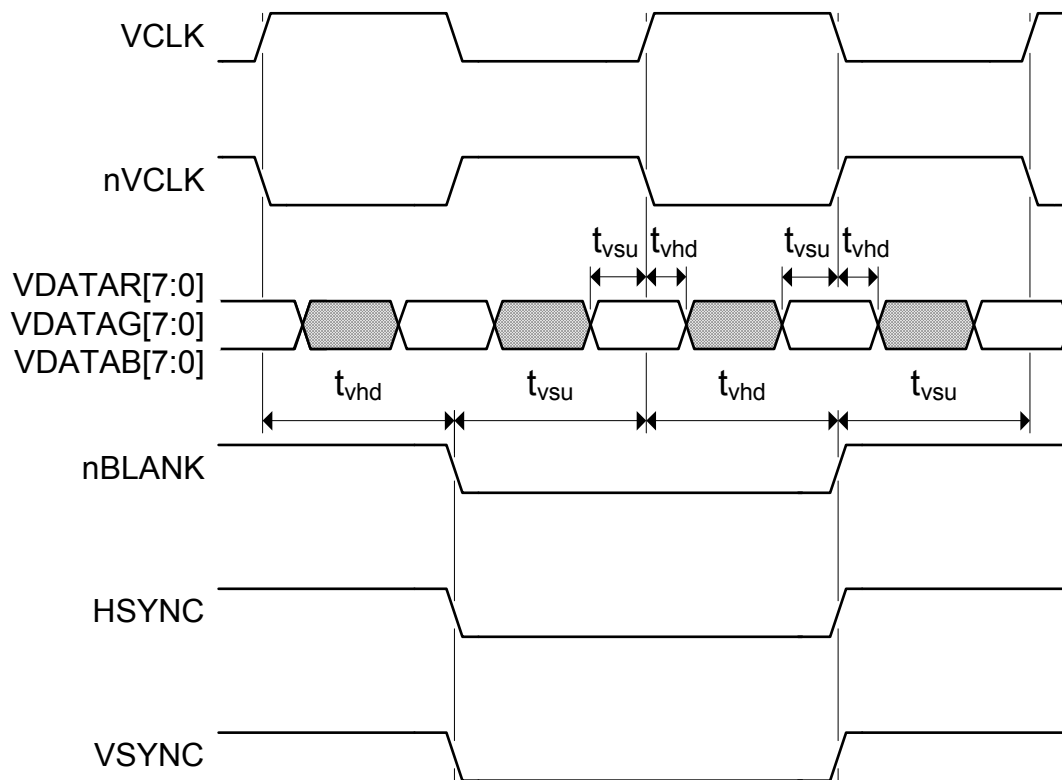 VCLK
nVCLK
tvsu tvhd tvsu tvhd
VDATAR[7:0]
VDATAG[7:0]
VDATAB[7:0]
tvhd tvsu tvhd tvsu
nBLANK
HSYNC
VSYNC